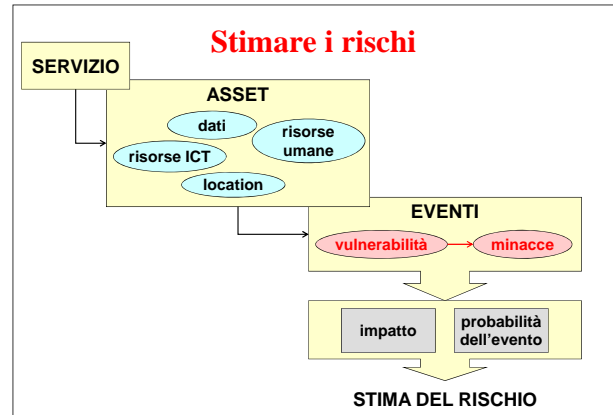 Stimare i rischi
SERVIZIO
ASSET
dati
risorse
umane
risorse ICT
location
EVENTI
vulnerabilità
minacce
impatto
probabilità
dell'evento
STIMA DEL RISCHIO